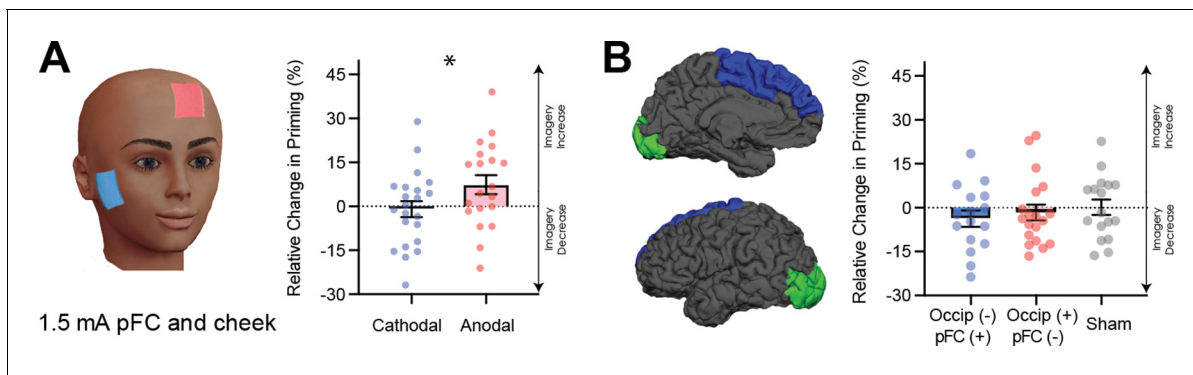 A
1.5 mA pFC and cheek
Relative Change in Priming (%)
45
30
15
0
-15
-30
*
Imagery
Increase
Imagery
Decrease
Cathodal
Anodal
B
Relative Change in Priming (%)
45
30
15
0
-15
-30
Imagery
Increase
Imagery
Decrease
Occip (-)
pFC (+)
Occip (+)
pFC (-)
Sham